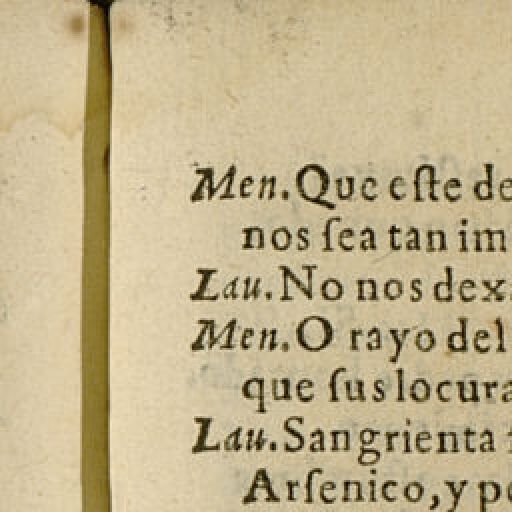 Men. Que eſte de
nos ſea tan im
Lau. No nos dex
Men. O rayo del
que ſus locura
Lau. Sangrienta
Arſenico, y pe